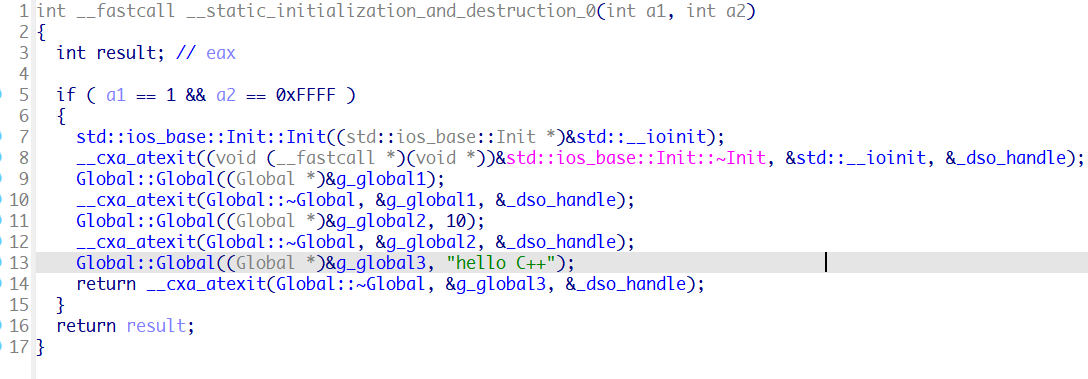 1 int __fastcall __static_initialization_and_destruction_0(int a1, int a2)
2 {
3 int result; // eax
4
5 if ( a1 == 1 && a2 == 0xFFFF )
6 {
7 std::ios_base::Init::Init((std::ios_base::Init *)&std::__ioinit);
8 __cxa_atexit((void (__fastcall *)(void *))&std::ios_base::Init::~Init, &std::__ioinit, &_dso_handle);
9 Global::Global((Global *)&g_global1);
10 __cxa_atexit(Global::~Global, &g_global1, &_dso_handle);
11 Global::Global((Global *)&g_global2, 10);
12 __cxa_atexit(Global::~Global, &g_global2, &_dso_handle);
13 Global::Global((Global *)&g_global3, "hello C++");
14 return __cxa_atexit(Global::~Global, &g_global3, &_dso_handle);
15 }
16 return result;
17 }